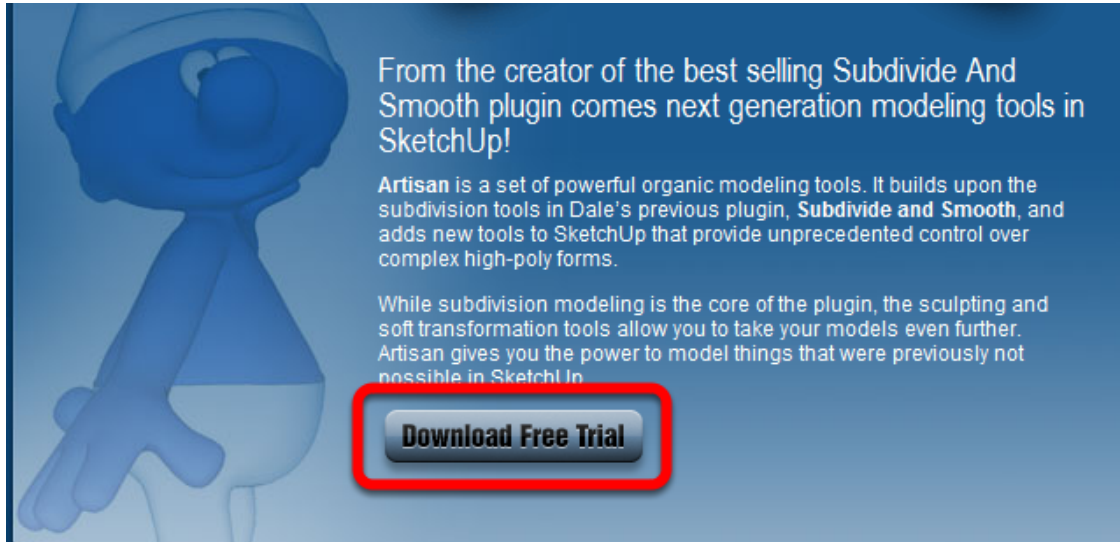 From the creator of the best selling Subdivide And
Smooth plugin comes next generation modeling tools in
SketchUp!
Artisan is a set of powerful organic modeling tools. It builds upon the
subdivision tools in Dale's previous plugin, Subdivide and Smooth, and
adds new tools to SketchUp that provide unprecedented control over
complex high-poly forms.
While subdivision modeling is the core of the plugin, the sculpting and
soft transformation tools allow you to take your models even further.
Artisan gives you the power to model things that were previously not
possible in SketchUp
Download Free Trial